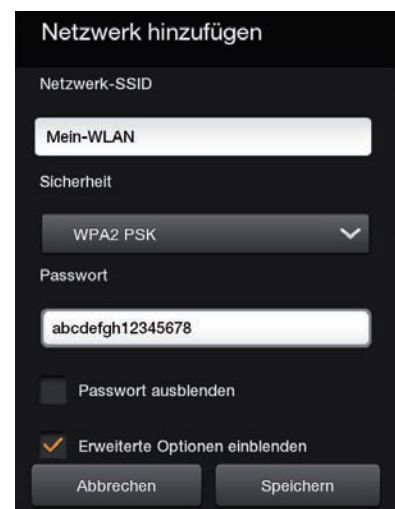 Netzwerk hinzufügen
Netzwerk-SSID
Mein-WLAN
Sicherheit
WPA2 PSK
Passwort
abcdefgh12345678
Passwort ausblenden
Erweiterte Optionen einblenden
Abbrechen
Speichern